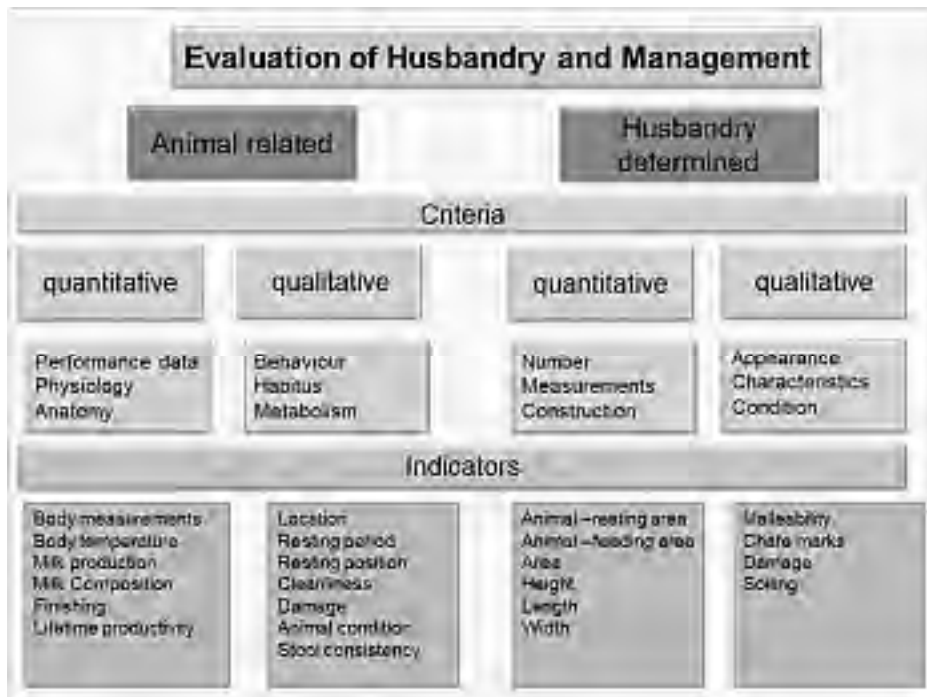 Evaluation of Husbandry and Management
Animal related
Husbandry
determined
Criteria
quantitative
qualitative
quantitative
qualitative
Performance data
Physiology
Anatomy
Behaviour
Habitus
Metabolism
Number
Measurements
Construction
Appearance
Characteristics
Condition
Indicators
Body measurements
Body temperature
Milk production
Milk Composition
Finishing
Lifetime productivity
Location
Resting period
Resting position
Cleanliness
Damage
Animal condition
Stool consistency
Animal –resting area
Animal –feeding area
Area
Height
Length
Width
Malleability
Chafe marks
Damage
Soiling